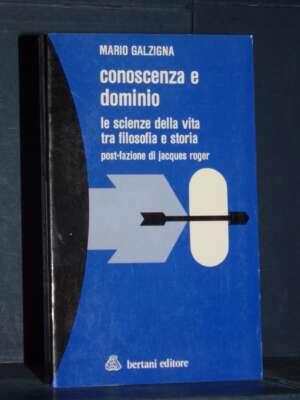 MARIO GALZIGNA
conoscenza e
dominio
le scienze della vita
tra filosofia e storia
post-fazione di jacques roger
bertani editore